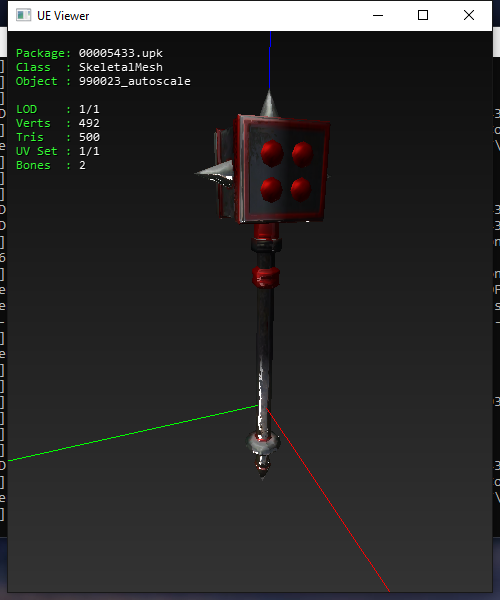 UE Viewer
Package: 00005433.upk
Class  : SkeletalMesh
Object : 990023_autoscale
LOD    : 1/1
Verts  : 492
Tris   : 500
UV Set : 1/1
Bones  : 2